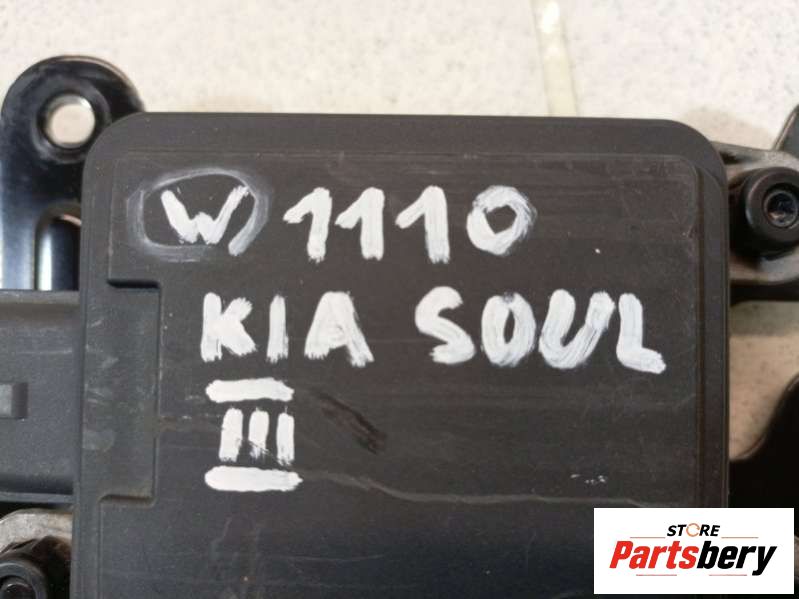 W 1110
KIA SOUL
III
STORE
Partsbery